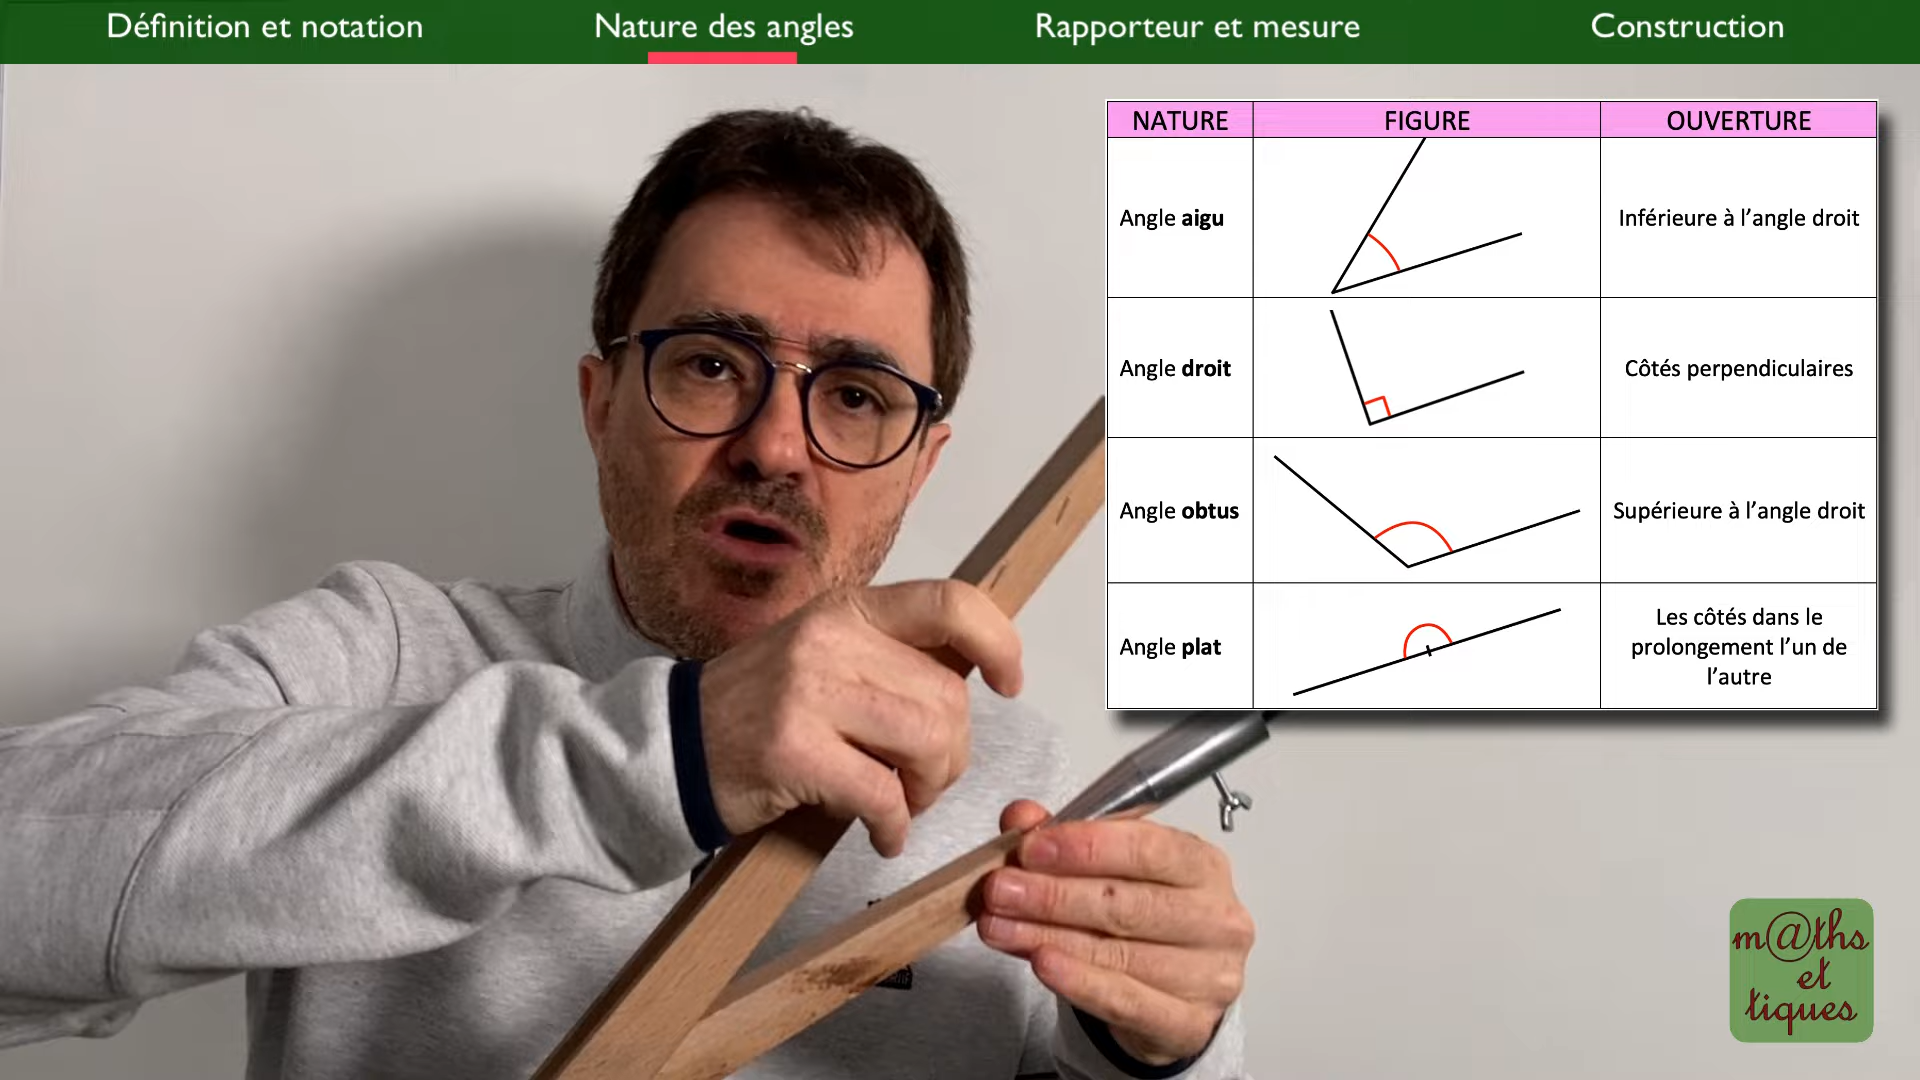 Définition et notation
Nature des angles
Rapporteur et mesure
Construction
NATURE
FIGURE
OUVERTURE
Angle aigu
Inférieure à l’angle droit
Angle droit
Côtés perpendiculaires
Angle obtus
Supérieure à l’angle droit
Angle plat
Les côtés dans le
prolongement l’un de
l’autre
m@ths
et
tiques